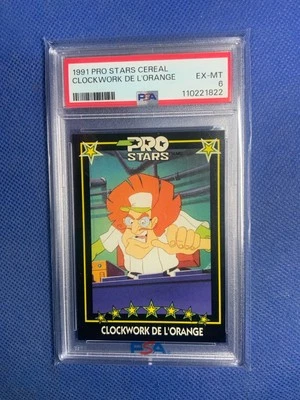 1991 PRO STARS CEREAL
CLOCKWORK DE L'ORANGE EX-MT
6
PSA 110221822
PRO
STARS
CLOCKWORK DE L'ORANGE
PSA